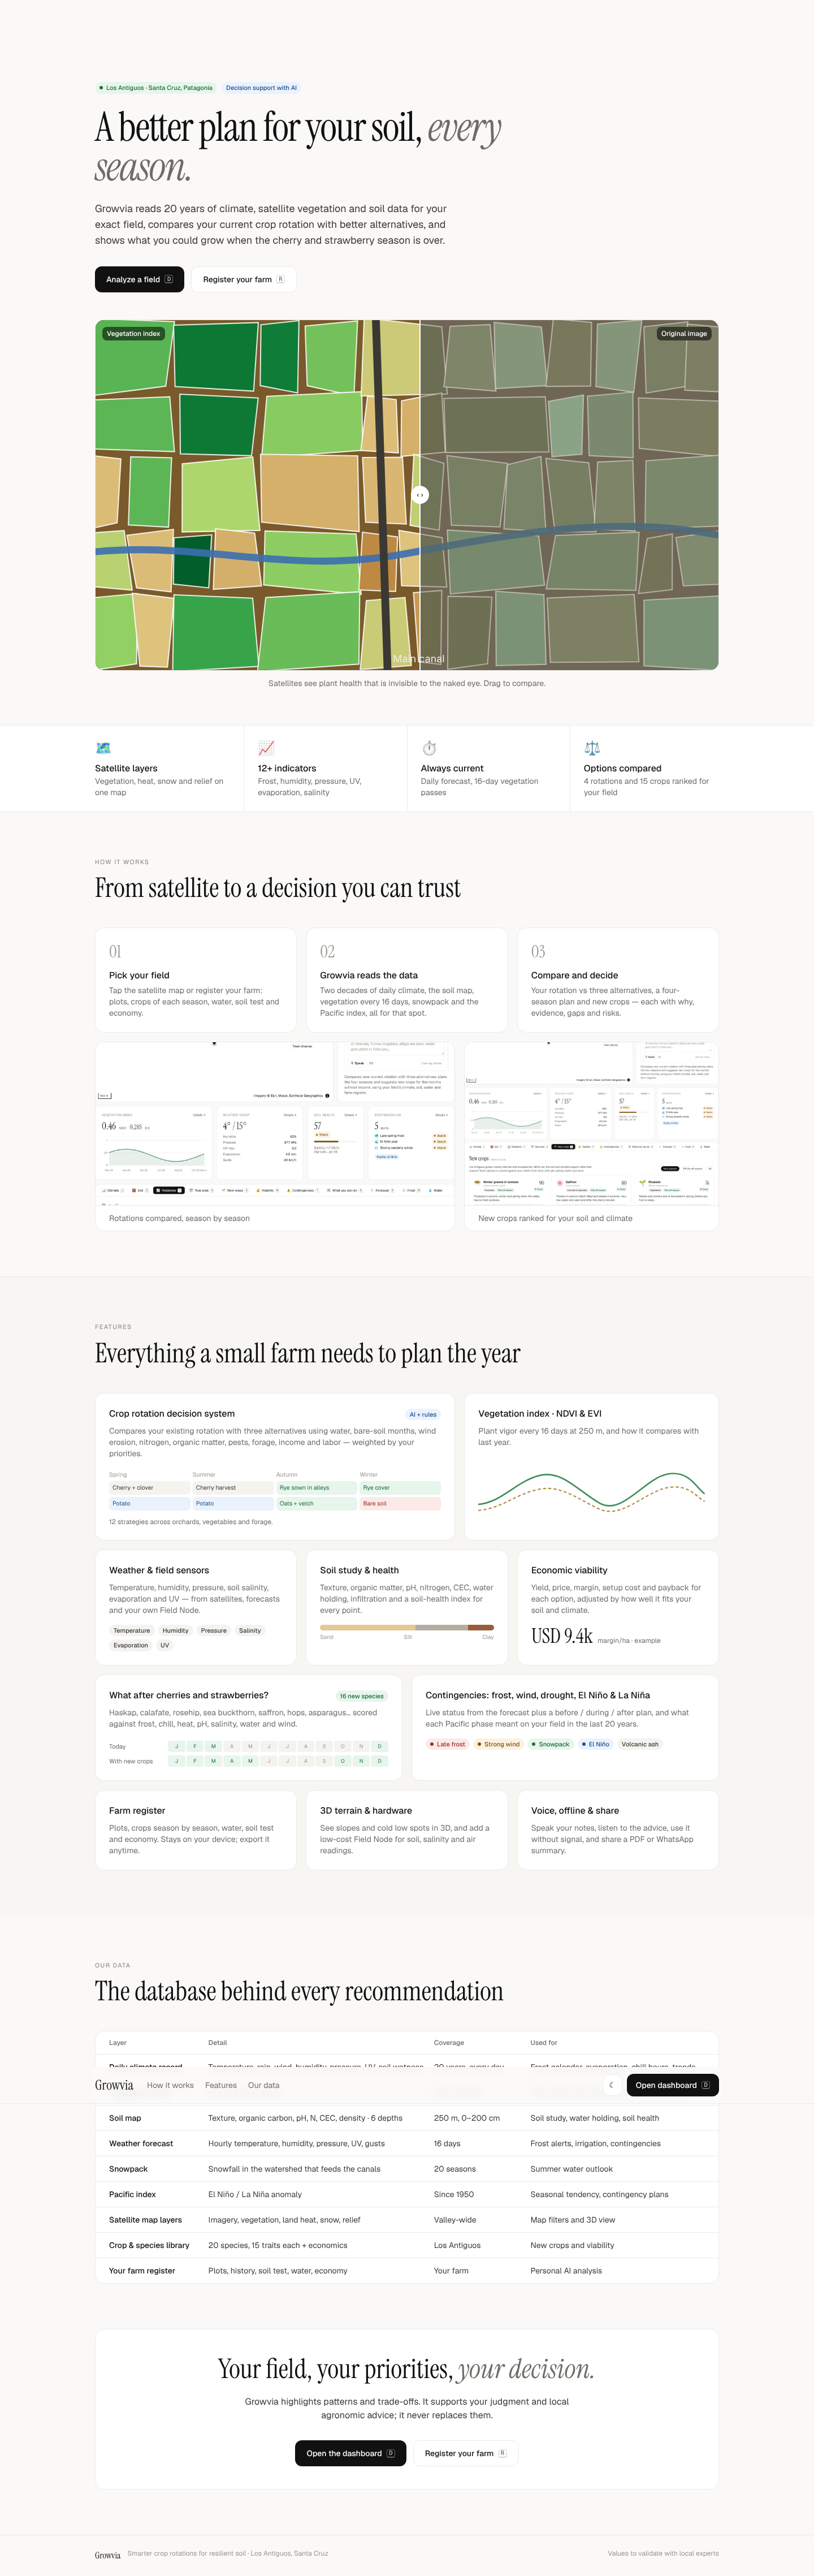 Los Antiguos · Santa Cruz, Patagonia
Decision support with AI
A better plan for your soil, every
season.
Growvia reads 20 years of climate, satellite vegetation and soil data for your
exact field, compares your current crop rotation with better alternatives, and
shows what you could grow when the cherry and strawberry season is over.
Analyze a field D
Register your farm R
Vegetation index
Original image
Main canal
Satellites see plant health that is invisible to the naked eye. Drag to compare.
Satellite layers
Vegetation, heat, snow and relief on
one map
12+ indicators
Frost, humidity, pressure, UV,
evaporation, salinity
Always current
Daily forecast, 16-day vegetation
passes
Options compared
4 rotations and 15 crops ranked for
your field
HOW IT WORKS
From satellite to a decision you can trust
01
Pick your field
Tap the satellite map or register your farm:
plots, crops of each season, water, soil test and
economy.
02
Growvia reads the data
Two decades of daily climate, the soil map,
vegetation every 16 days, snowpack and the
Pacific index, all for that spot.
03
Compare and decide
Your rotation vs three alternatives, a four-
season plan and new crops — each with why,
evidence, gaps and risks.
0.46
0.285
4° / 15°
57
5
Rotations compared, season by season
0.46
4° / 15°
57
5
New crops
New crops ranked for your soil and climate
FEATURES
Everything a small farm needs to plan the year
Crop rotation decision system
AI + rules
Compares your existing rotation with three alternatives using water, bare-soil months, wind
erosion, nitrogen, organic matter, pests, forage, income and labor — weighted by your
priorities.
Spring Summer Autumn Winter
Cherry + clover Cherry harvest Rye sown in alleys Rye cover
Potato Potato Oats + vetch Bare soil
12 strategies across orchards, vegetables and forage.
Vegetation index · NDVI & EVI
Plant vigor every 16 days at 250 m, and how it compares with
last year.
Weather & field sensors
Temperature, humidity, pressure, soil salinity,
evaporation and UV — from satellites, forecasts
and your own Field Node.
Temperature Humidity Pressure Salinity
Evaporation UV
Soil study & health
Texture, organic matter, pH, nitrogen, CEC, water
holding, infiltration and a soil-health index for
every point.
Sand Silt Clay
Economic viability
Yield, price, margin, setup cost and payback for
each option, adjusted by how well it fits your
soil and climate.
USD 9.4k margin/ha · example
What after cherries and strawberries?
16 new species
Haskap, calafate, rosehip, sea buckthorn, saffron, hops, asparagus… scored
against frost, chill, heat, pH, salinity, water and wind.
Today J F M A M J J A S O N D
With new crops J F M A M J J A S O N D
Contingencies: frost, wind, drought, El Niño & La Niña
Live status from the forecast plus a before / during / after plan, and what
each Pacific phase meant on your field in the last 20 years.
Late frost Strong wind Snowpack El Niño Volcanic ash
Farm register
Plots, crops season by season, water, soil test
and economy. Stays on your device; export it
anytime.
3D terrain & hardware
See slopes and cold low spots in 3D, and add a
low-cost Field Node for soil, salinity and air
readings.
Voice, offline & share
Speak your notes, listen to the advice, use it
without signal, and share a PDF or WhatsApp
summary.
OUR DATA
The database behind every recommendation
Layer Detail Coverage Used for
Growvia How it works Features Our data Open dashboard D
Soil map Texture, organic carbon, pH, N, CEC, density · 6 depths 250 m, 0–200 cm Soil study, water holding, soil health
Weather forecast Hourly temperature, humidity, pressure, UV, gusts 16 days Frost alerts, irrigation, contingencies
Snowpack Snowfall in the watershed that feeds the canals 20 seasons Summer water outlook
Pacific index El Niño / La Niña anomaly Since 1950 Seasonal tendency, contingency plans
Satellite map layers Imagery, vegetation, land heat, snow, relief Valley-wide Map filters and 3D view
Crop & species library 20 species, 15 traits each + economics Los Antiguos New crops and viability
Your farm register Plots, history, soil test, water, economy Your farm Personal AI analysis
Your field, your priorities, your decision.
Growvia highlights patterns and trade-offs. It supports your judgment and local
agronomic advice; it never replaces them.
Open the dashboard D
Register your farm R
Growvia Smarter crop rotations for resilient soil · Los Antiguos, Santa Cruz
Values to validate with local experts